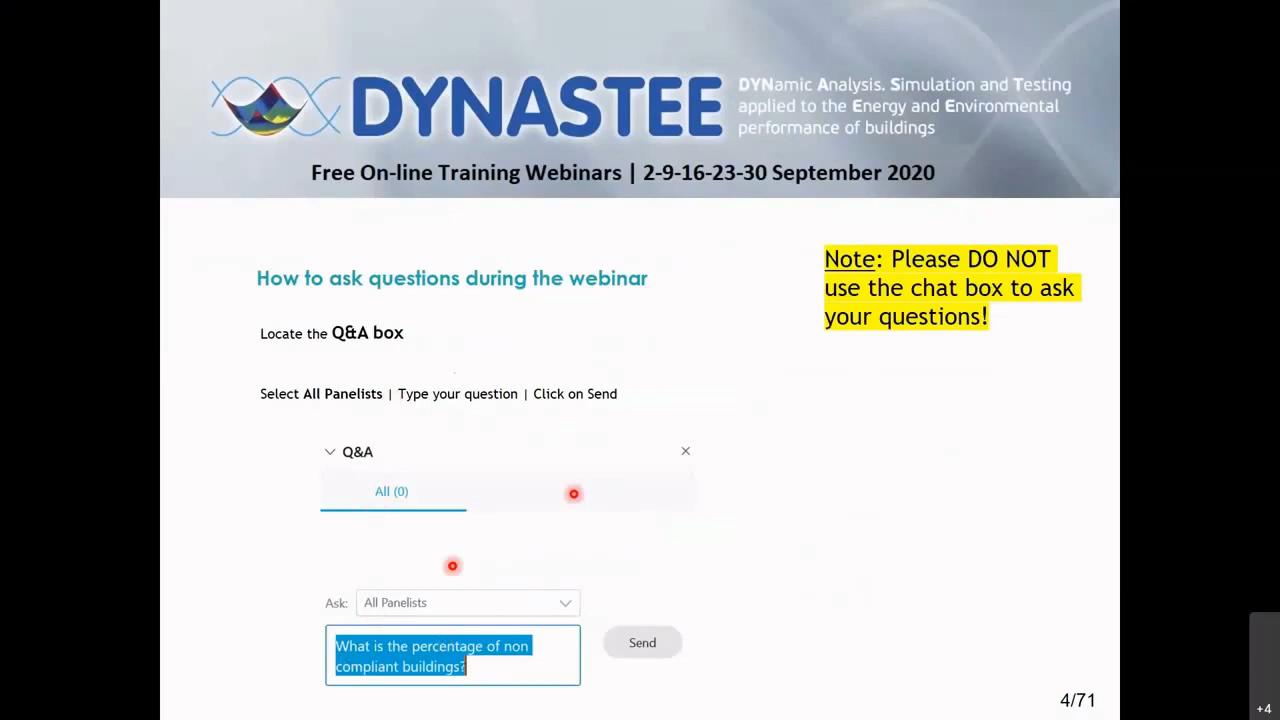 DYNASTEE
DYNamic Analysis, Simulation and Testing
applied to the Energy and Environmental
performance of buildings
Free On-line Training Webinars | 2-9-16-23-30 September 2020
How to ask questions during the webinar
Note: Please DO NOT
use the chat box to ask
your questions!
Locate the Q&A box
Select All Panelists | Type your question | Click on Send
Q&A
All (0)
Ask: All Panelists
What is the percentage of non
compliant buildings?
Send
4/71
+4